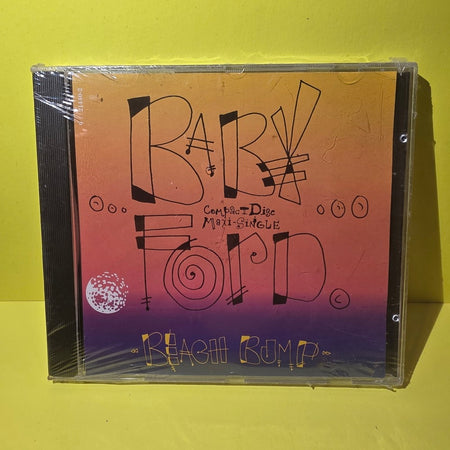 BABY
COMPACT DISC
MAXI-SINGLE
FORD.
BEACH BUMP